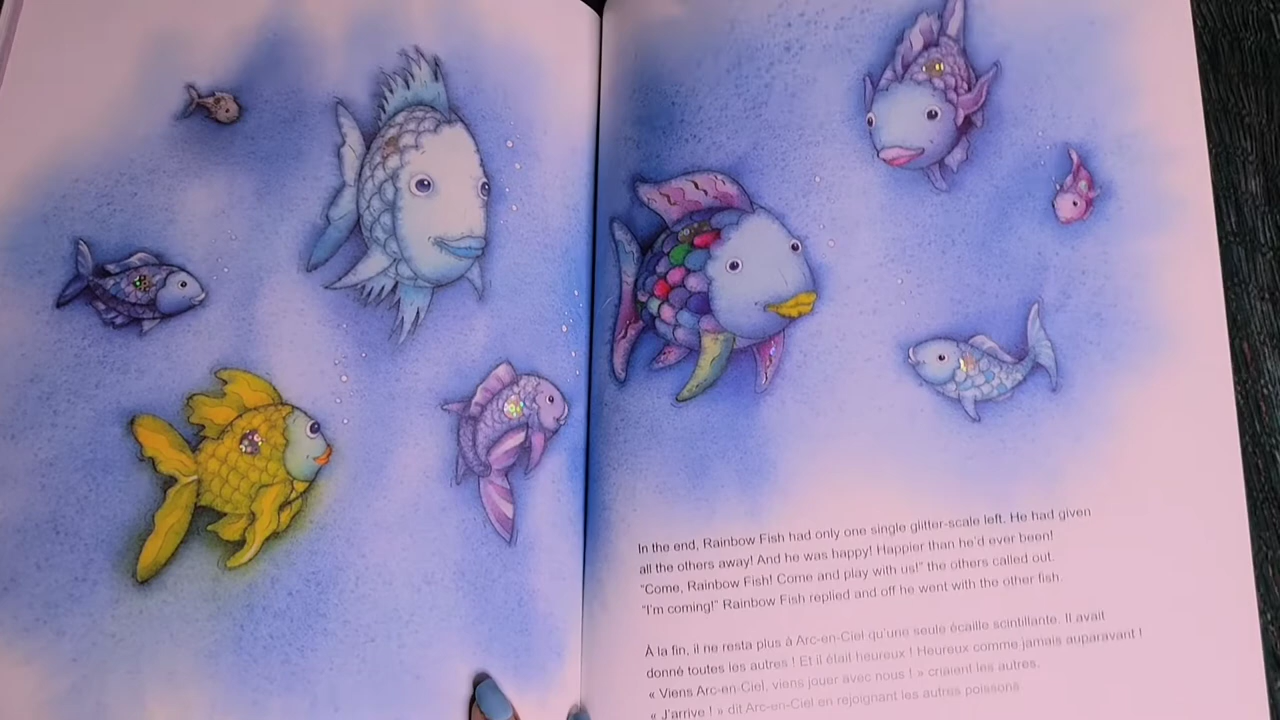 In the end, Rainbow Fish had only one single glitter-scale left. He had given
all the others away! And he was happy! Happier than he'd ever been!
"Come, Rainbow Fish! Come and play with us!" the others called out.
"I'm coming!" Rainbow Fish replied and off he went with the other fish.
À la fin, il ne resta plus à Arc-en-Ciel qu'une seule écaille scintillante. Il avait
donné toutes les autres ! Et il était heureux ! Heureux comme jamais auparavant !
« Viens Arc-en-Ciel, viens jouer avec nous ! » criaient les autres.
« J'arrive ! » dit Arc-en-Ciel en rejoignant les autres poissons